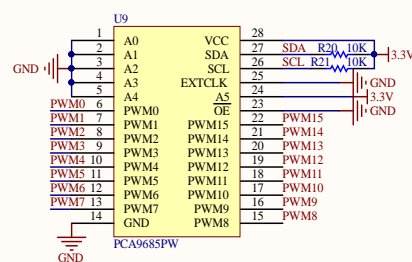 U9
1 A0 VCC 28
2 A1 SDA 27 SDA R20 10K 3.3V
GND 3 A2 SCL 26 SCL R21 10K
4 A3 EXTCLK 25 GND
5 A4 A5 24 3.3V
PWM0 6 PWM0 OE 23 GND
PWM1 7 PWM1 PWM15 22 PWM15
PWM2 8 PWM2 PWM14 21 PWM14
PWM3 9 PWM3 PWM13 20 PWM13
PWM4 10 PWM4 PWM12 19 PWM12
PWM5 11 PWM5 PWM11 18 PWM11
PWM6 12 PWM6 PWM10 17 PWM10
PWM7 13 PWM7 PWM9 16 PWM9
14 GND PWM8 15 PWM8
GND PCA9685PW